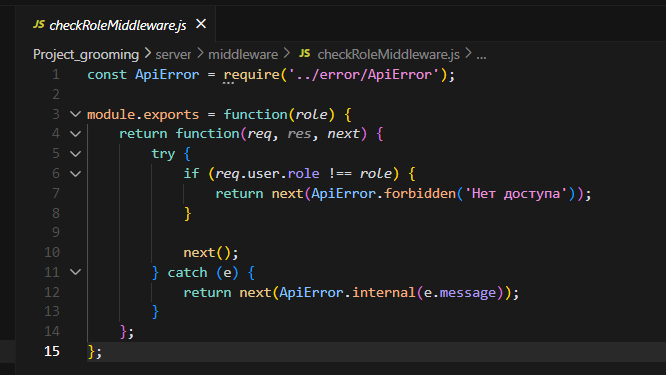 JS checkRoleMiddleware.js ×
Project_grooming > server > middleware > JS checkRoleMiddleware.js > ...
1 const ApiError = require('../error/ApiError');
2
3 module.exports = function(role) {
4     return function(req, res, next) {
5         try {
6             if (req.user.role !== role) {
7                 return next(ApiError.forbidden('Нет доступа'));
8             }
9
10             next();
11         } catch (e) {
12             return next(ApiError.internal(e.message));
13         }
14     };
15 };